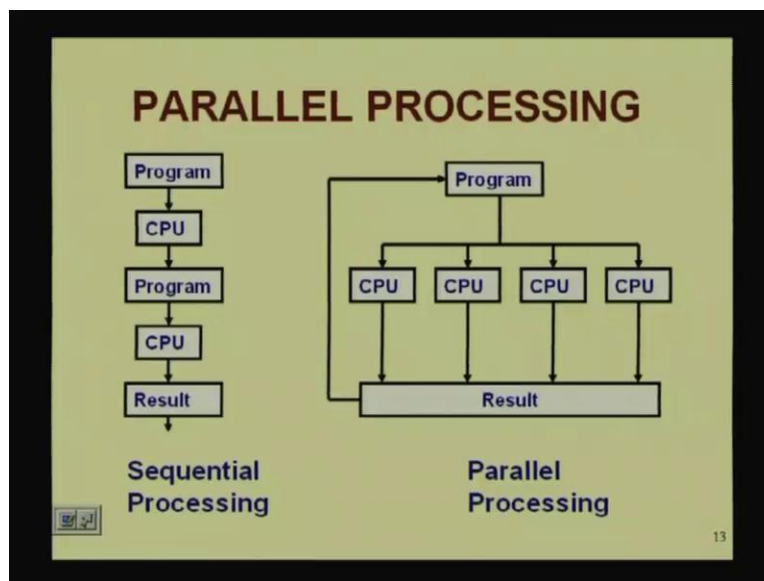 PARALLEL PROCESSING
Program
CPU
Program
CPU
Result
Sequential
Processing
Program
CPU CPU CPU CPU
Result
Parallel
Processing
13